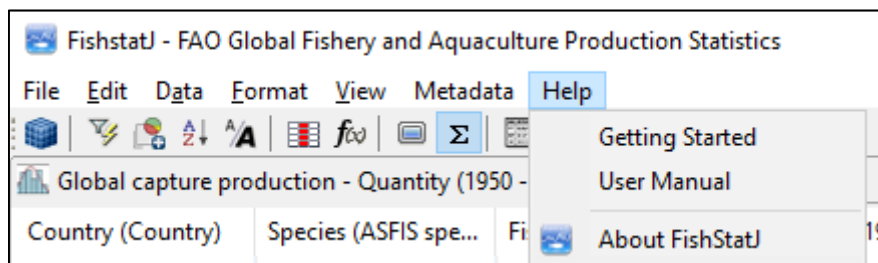 FishstatJ - FAO Global Fishery and Aquaculture Production Statistics
File Edit Data Format View Metadata Help
Getting Started
Global capture production - Quantity (1950 -
User Manual
Country (Country) Species (ASFIS spe... Fi
About FishStatJ